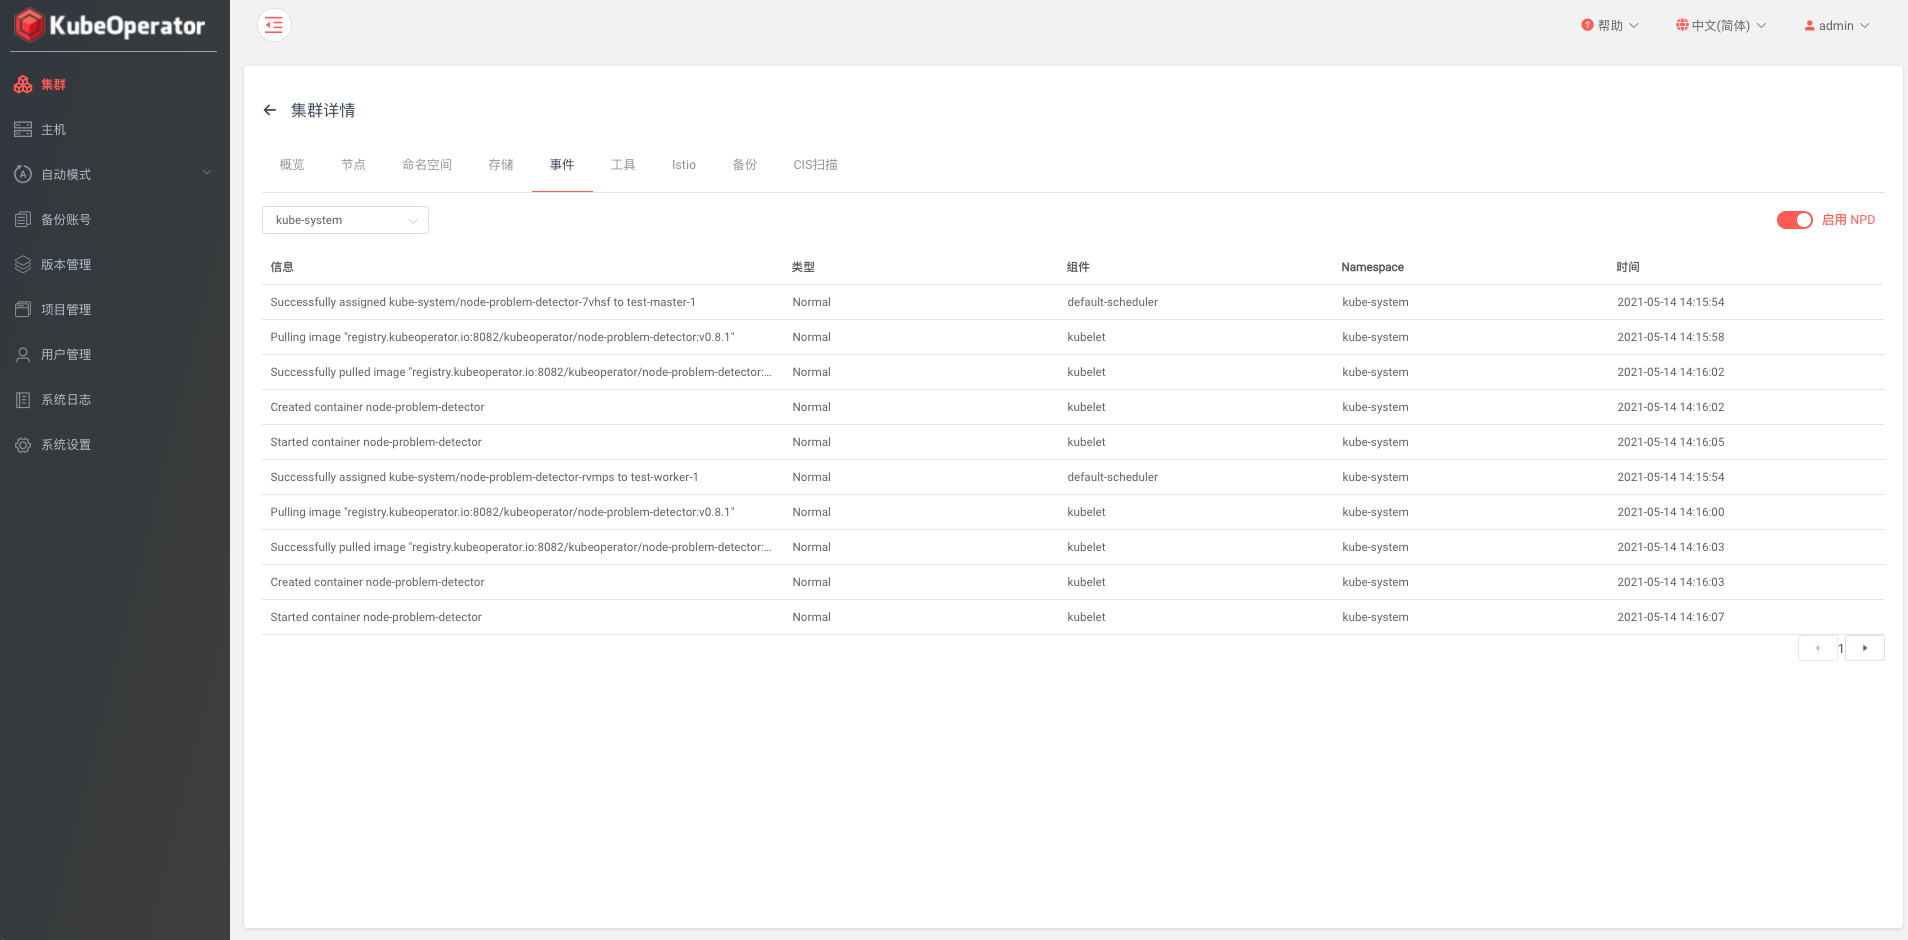 KubeOperator
帮助
中文(简体)
admin
集群
主机
自动模式
备份账号
版本管理
项目管理
用户管理
系统日志
系统设置
集群详情
概览 节点 命名空间 存储 事件 工具 Istio 备份 CIS扫描
kube-system
启用 NPD
信息 类型 组件 Namespace 时间
Successfully assigned kube-system/node-problem-detector-7vhsf to test-master-1 Normal default-scheduler kube-system 2021-05-14 14:15:54
Pulling image "registry.kubeoperator.io:8082/kubeoperator/node-problem-detector:v0.8.1" Normal kubelet kube-system 2021-05-14 14:15:58
Successfully pulled image "registry.kubeoperator.io:8082/kubeoperator/node-problem-detector:... Normal kubelet kube-system 2021-05-14 14:16:02
Created container node-problem-detector Normal kubelet kube-system 2021-05-14 14:16:02
Started container node-problem-detector Normal kubelet kube-system 2021-05-14 14:16:05
Successfully assigned kube-system/node-problem-detector-rvmps to test-worker-1 Normal default-scheduler kube-system 2021-05-14 14:15:54
Pulling image "registry.kubeoperator.io:8082/kubeoperator/node-problem-detector:v0.8.1" Normal kubelet kube-system 2021-05-14 14:16:00
Successfully pulled image "registry.kubeoperator.io:8082/kubeoperator/node-problem-detector:... Normal kubelet kube-system 2021-05-14 14:16:03
Created container node-problem-detector Normal kubelet kube-system 2021-05-14 14:16:03
Started container node-problem-detector Normal kubelet kube-system 2021-05-14 14:16:07
1